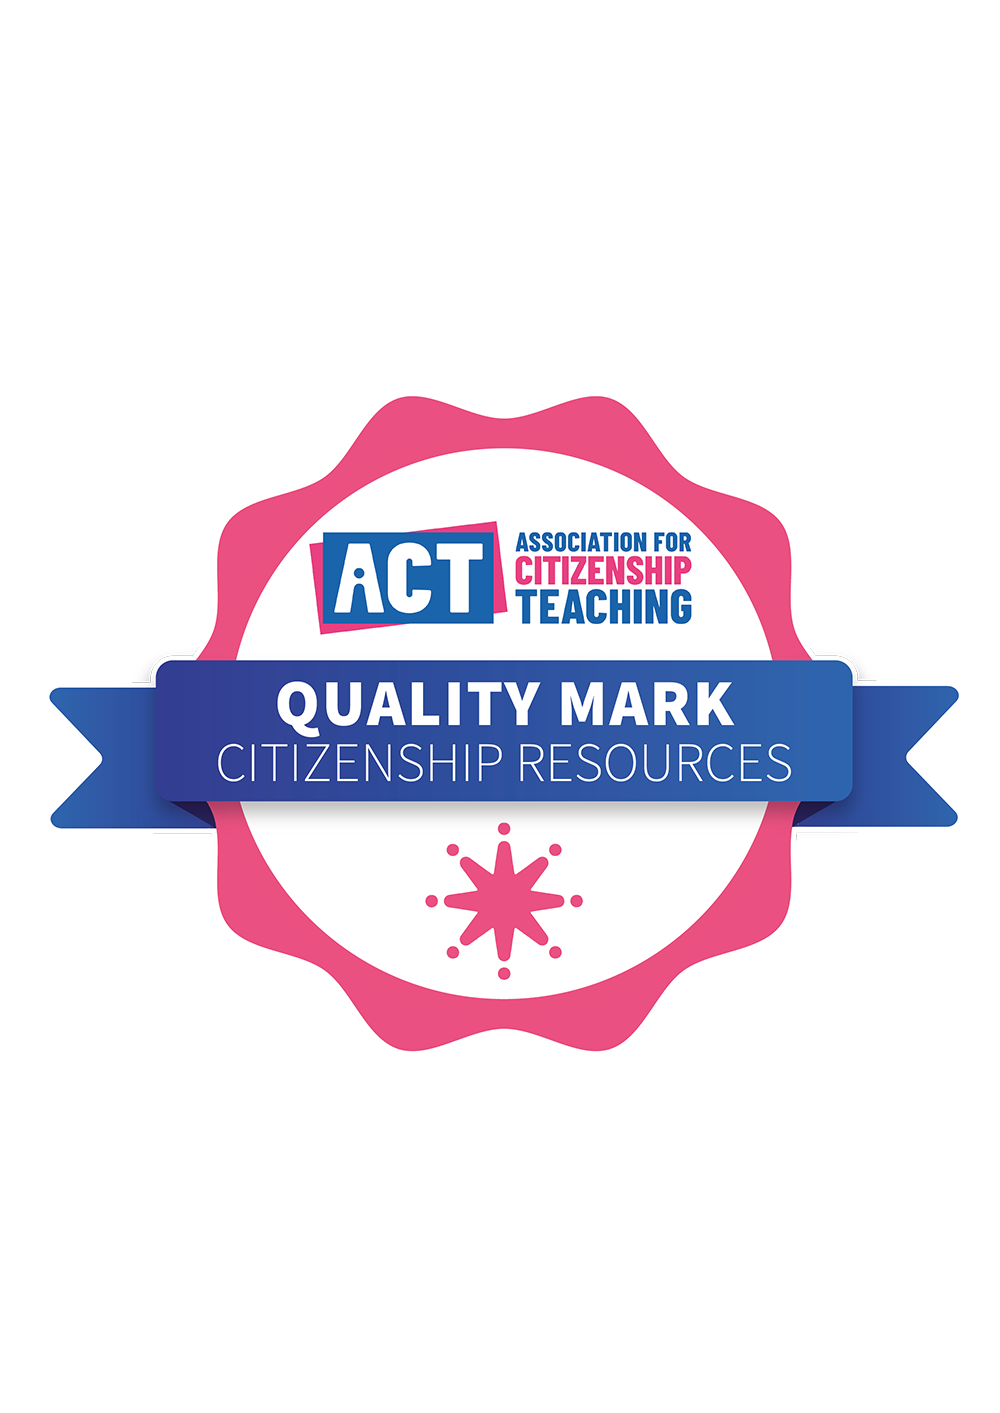 ACT
ASSOCIATION FOR
CITIZENSHIP
TEACHING
QUALITY MARK
CITIZENSHIP RESOURCES